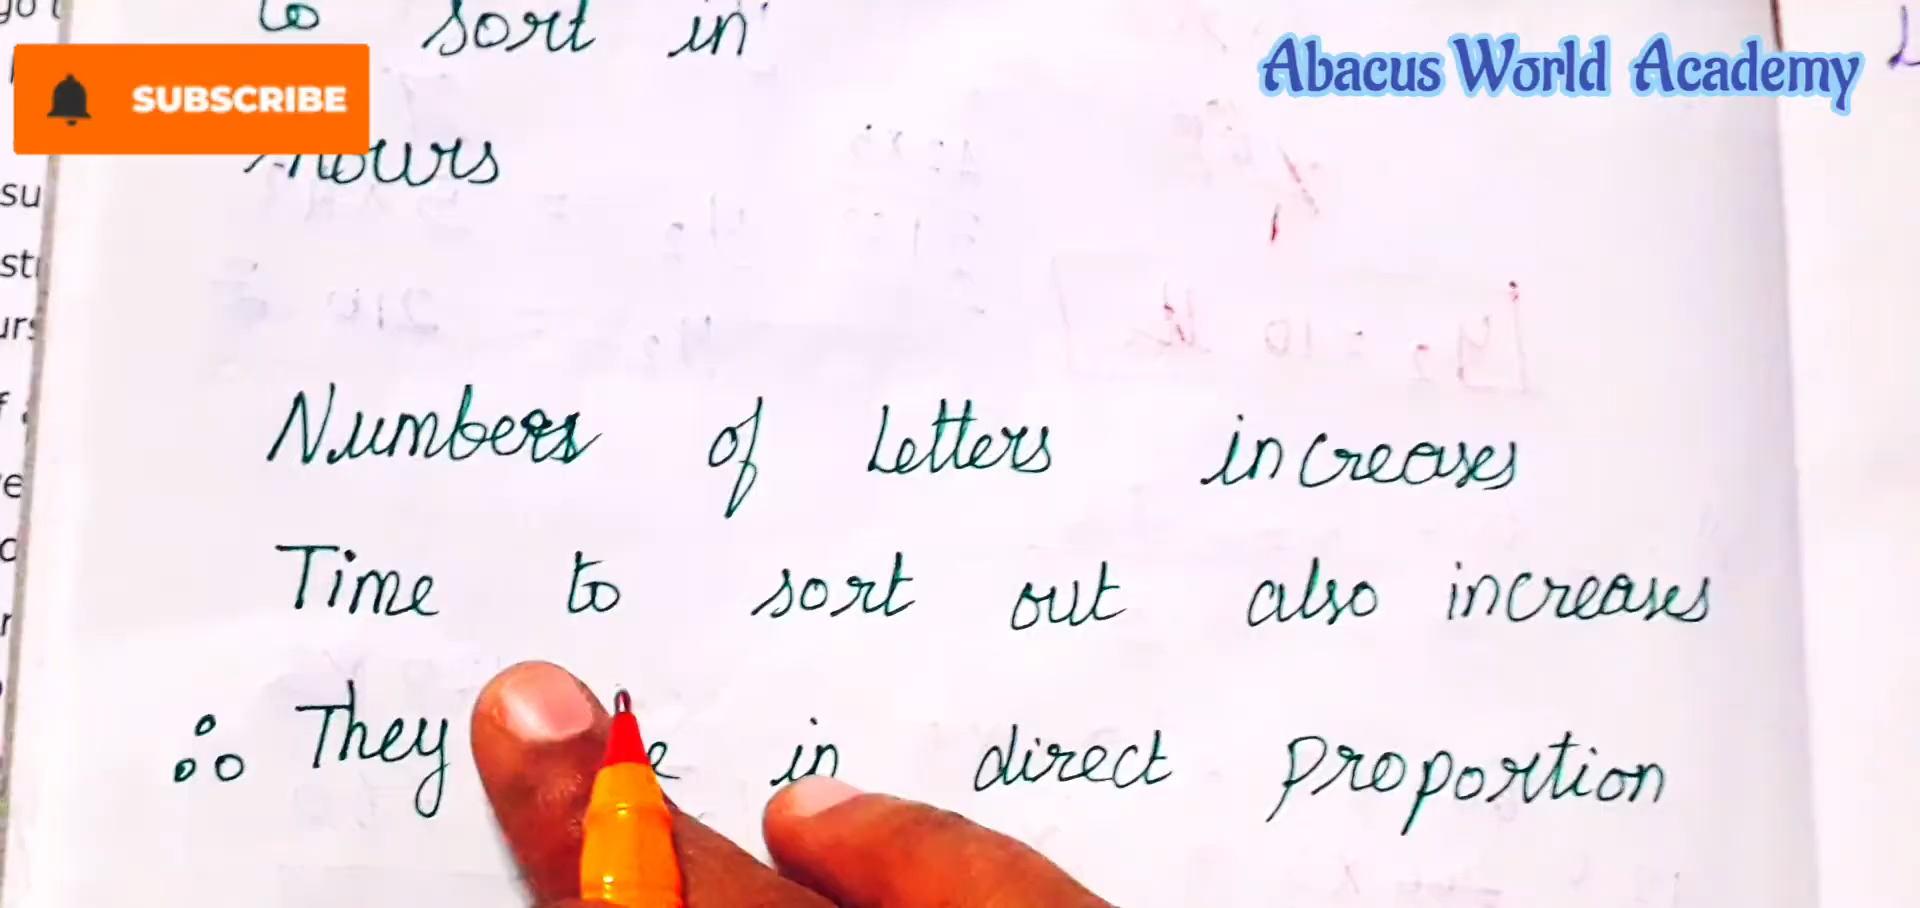 to sort in
SUBSCRIBE
Abacus World Academy
hours
Numbers of Letters increases
Time to sort out also increases
∴ They in direct proportion